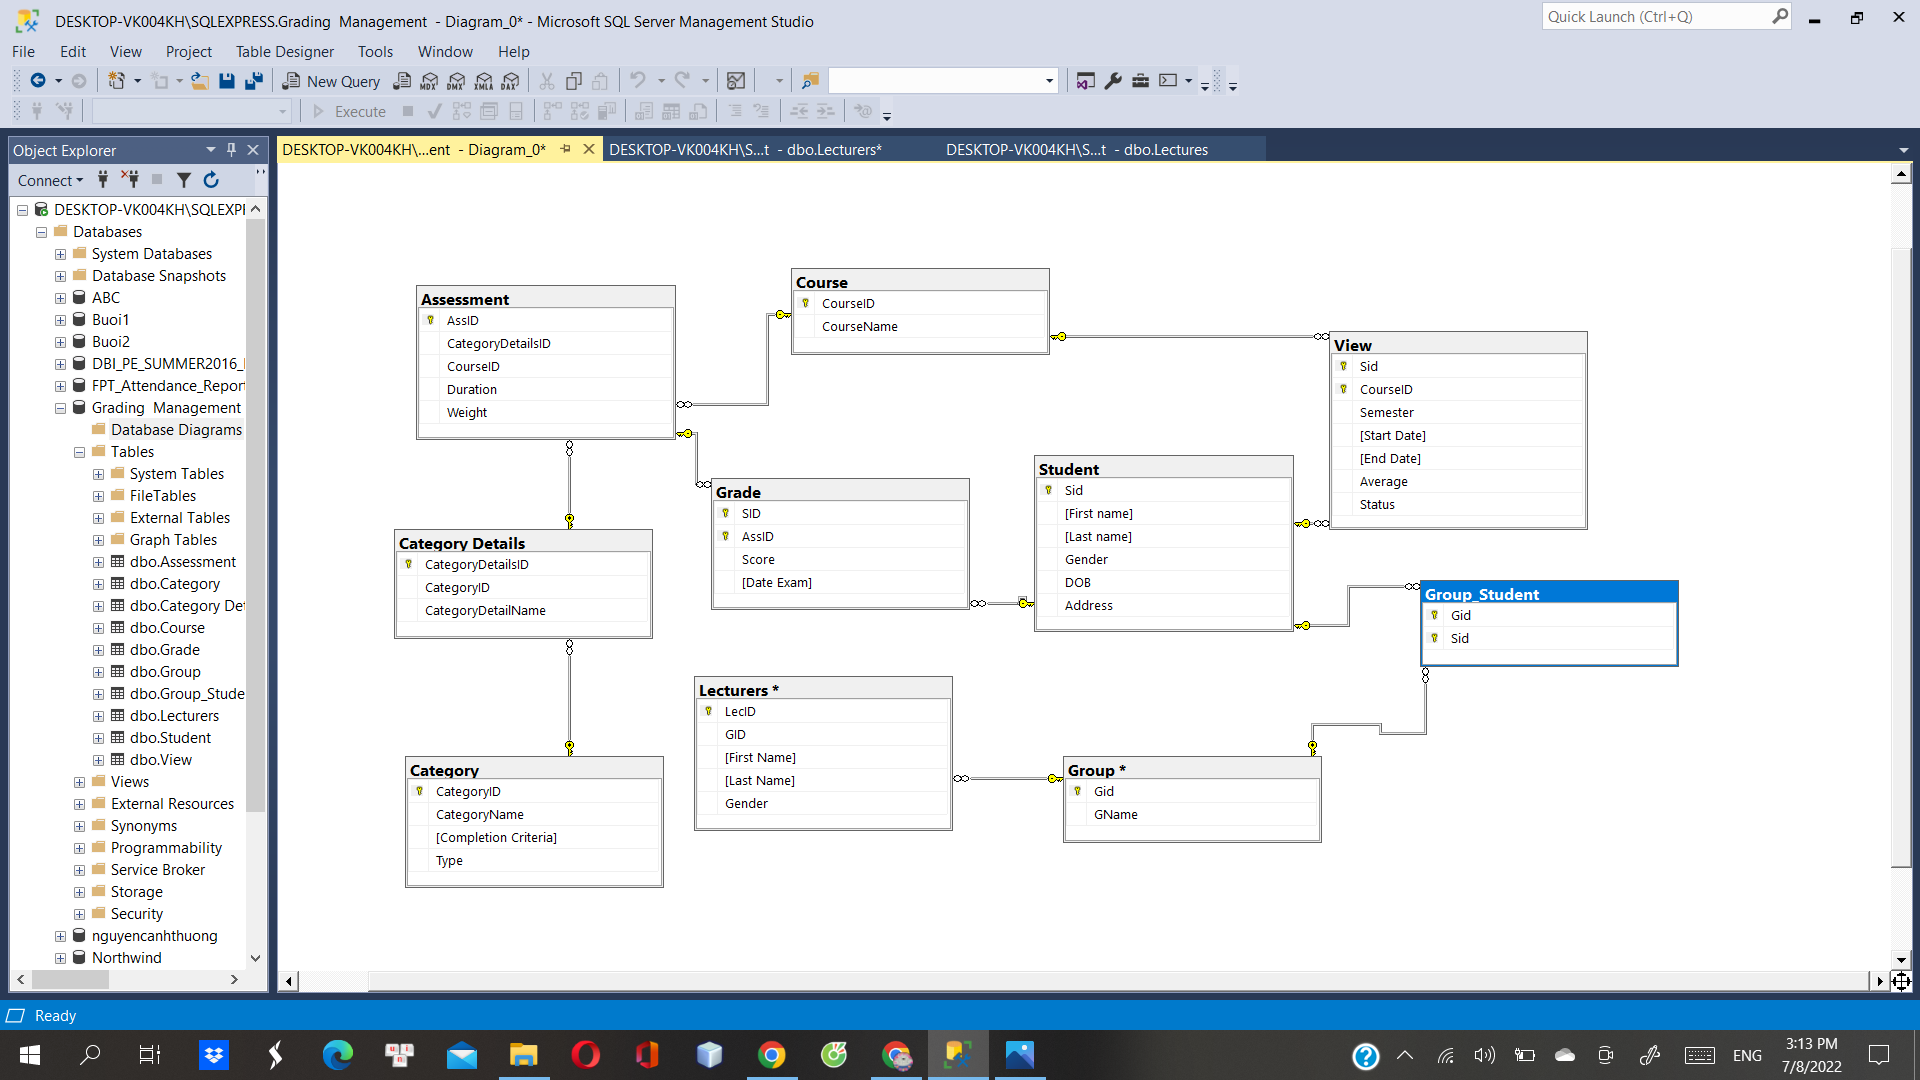 DESKTOP-VK004KH\SQLEXPRESS.Grading  Management  - Diagram_0* - Microsoft SQL Server Management Studio
Quick Launch (Ctrl+Q)
File Edit View Project Table Designer Tools Window Help
New Query MDX DMX XMLA DAX
Execute
Object Explorer
DESKTOP-VK004KH\...ent  - Diagram_0*
DESKTOP-VK004KH\S...t  - dbo.Lecturers*
DESKTOP-VK004KH\S...t  - dbo.Lectures
Connect
DESKTOP-VK004KH\SQLEXPI
Databases
System Databases
Database Snapshots
ABC
Buoi1
Buoi2
DBI_PE_SUMMER2016_
FPT_Attendance_Report
Grading  Management
Database Diagrams
Tables
System Tables
FileTables
External Tables
Graph Tables
dbo.Assessment
dbo.Category
dbo.Category Det
dbo.Course
dbo.Grade
dbo.Group
dbo.Group_Stude
dbo.Lecturers
dbo.Student
dbo.View
Views
External Resources
Synonyms
Programmability
Service Broker
Storage
Security
nguyencanhthuong
Northwind
Assessment
AssID
CategoryDetailsID
CourseID
Duration
Weight
Course
CourseID
CourseName
View
Sid
CourseID
Semester
[Start Date]
[End Date]
Average
Status
Grade
SID
AssID
Score
[Date Exam]
Student
Sid
[First name]
[Last name]
Gender
DOB
Address
Category Details
CategoryDetailsID
CategoryID
CategoryDetailName
Group_Student
Gid
Sid
Lecturers *
LecID
GID
[First Name]
[Last Name]
Gender
Category
CategoryID
CategoryName
[Completion Criteria]
Type
Group *
Gid
GName
Ready
ENG
3:13 PM
7/8/2022